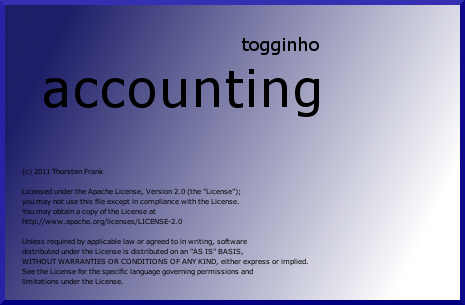 togginho
accounting
(c) 2011 Thorsten Frank
Licensed under the Apache License, Version 2.0 (the "License");
you may not use this file except in compliance with the License.
You may obtain a copy of the License at
http://www.apache.org/licenses/LICENSE-2.0
Unless required by applicable law or agreed to in writing, software
distributed under the License is distributed on an "AS IS" BASIS,
WITHOUT WARRANTIES OR CONDITIONS OF ANY KIND, either express or implied.
See the License for the specific language governing permissions and
limitations under the License.